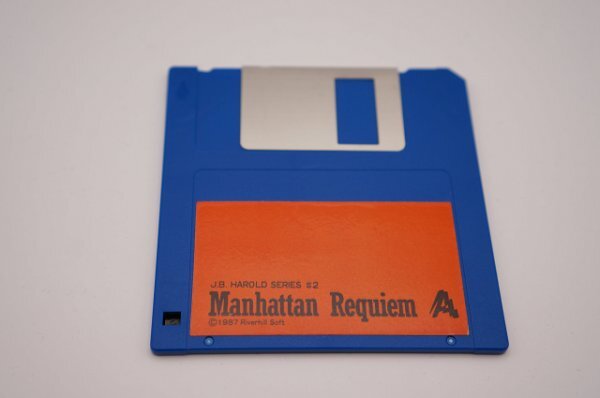 J.B. HAROLD SERIES #2
Manhattan Requiem A
©1987 Riverhill Soft